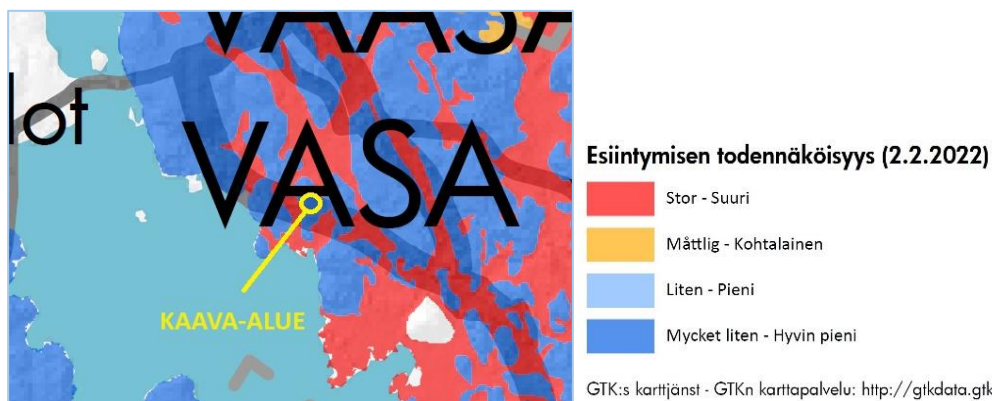 VAASA
lot
VASA
KAAVA-ALUE
Esiintymisen todennäköisyys (2.2.2022)
Stor - Suuri
Måttlig - Kohtalainen
Liten - Pieni
Mycket liten - Hyvin pieni
GTK:s karttjänst - GTKn karttapalvelu: http://gtkdata.gtk